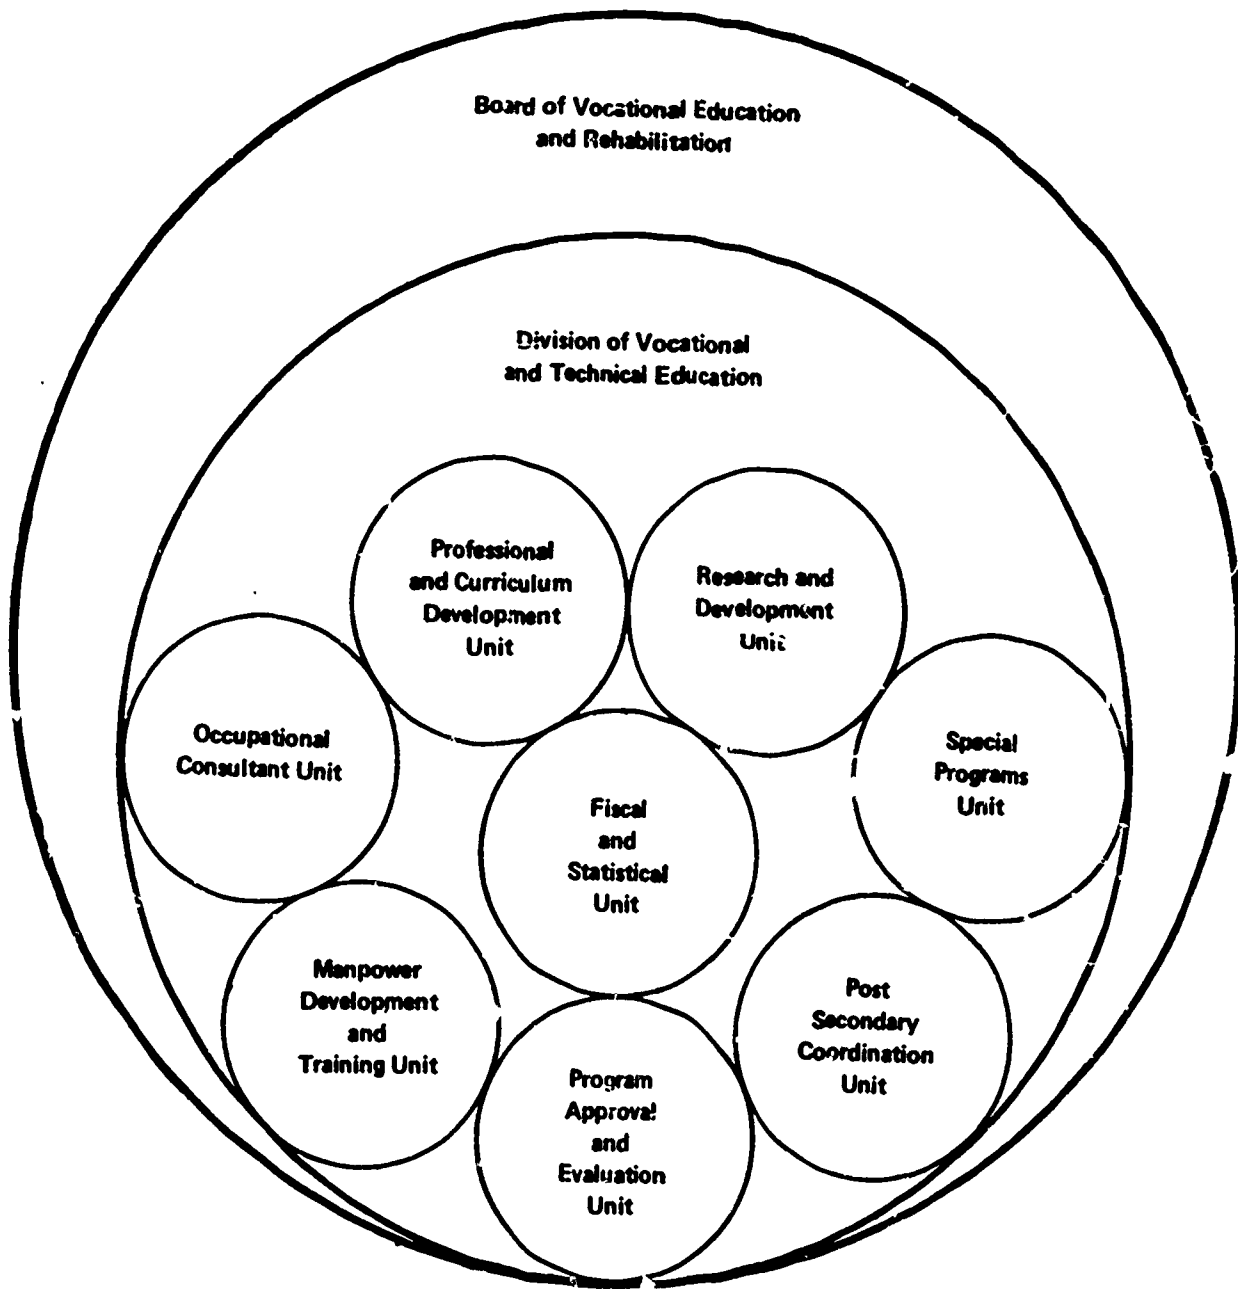 Board of Vocational Education
and Rehabilitation
Division of Vocational
and Technical Education
Professional
and Curriculum
Development
Unit
Research and
Development
Unit
Occupational
Consultant Unit
Special
Programs
Unit
Fiscal
and
Statistical
Unit
Manpower
Development
and
Training Unit
Post
Secondary
Coordination
Unit
Program
Approval
and
Evaluation
Unit